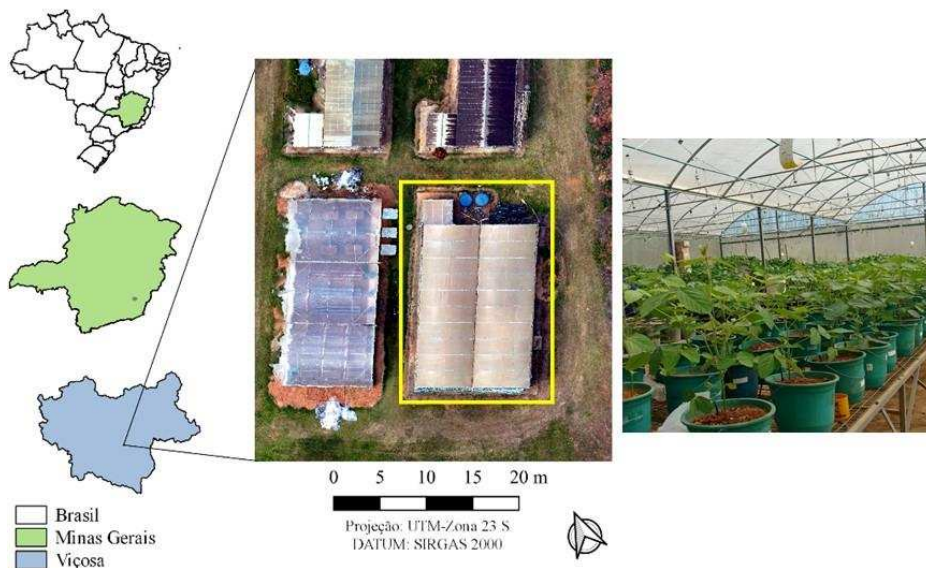 0 5 10 15 20 m
Projeção: UTM-Zona 23 S
DATUM: SIRGAS 2000
Brasil
Minas Gerais
Viçosa